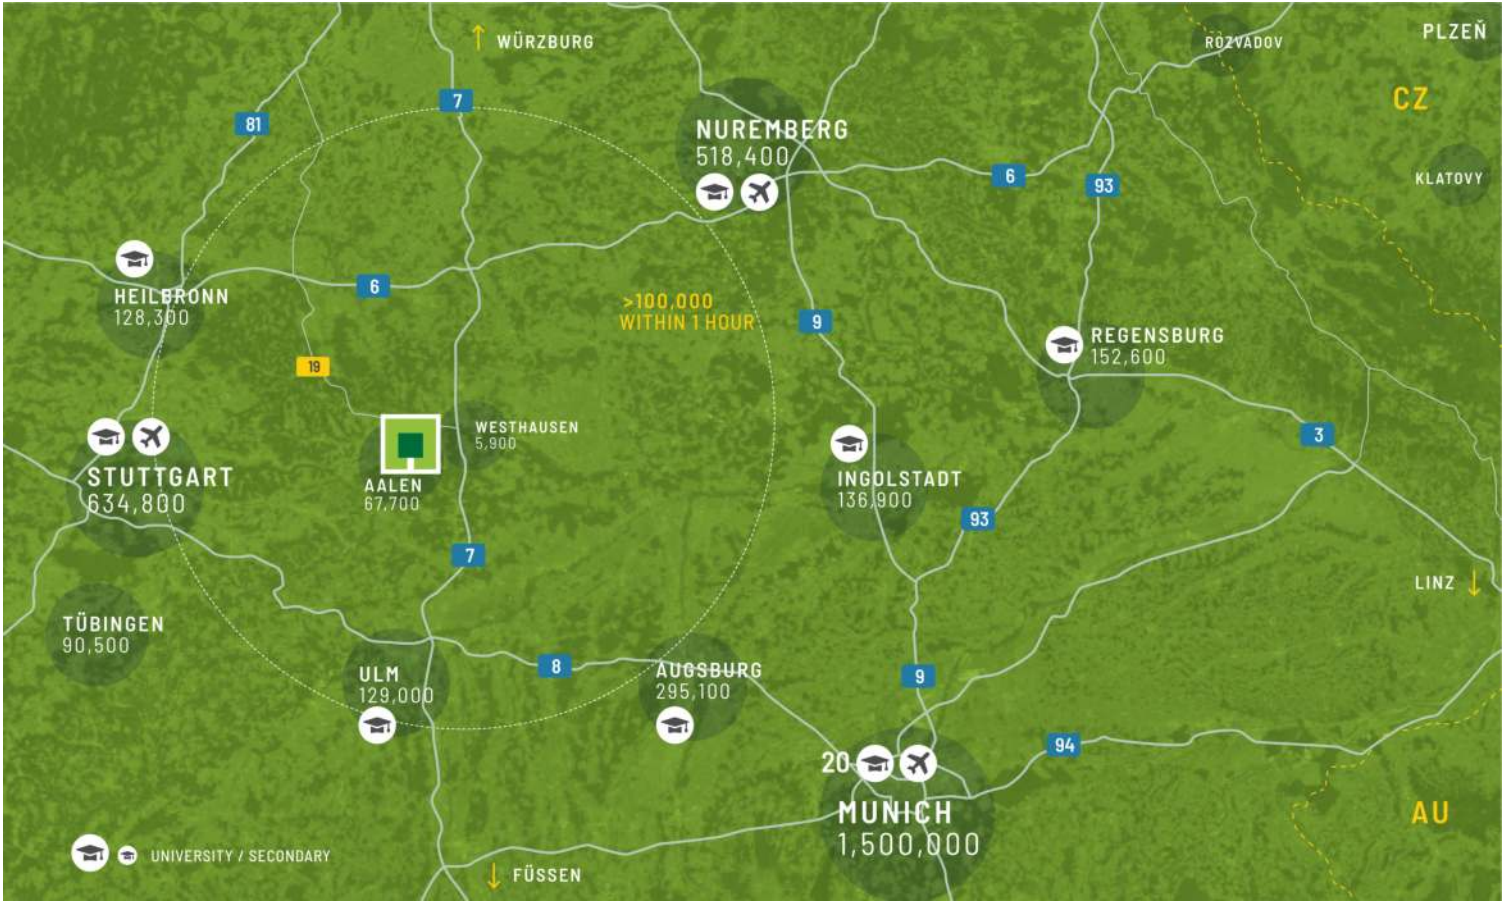 WÜRZBURG
ROZVADOV
PLZEŇ
CZ
7
81
NUREMBERG
518,400
6
93
KLATOVY
HEILBRONN
128,300
6
>100,000
WITHIN 1 HOUR
9
REGENSBURG
152,600
19
WESTHAUSEN
5,900
3
STUTTGART
634,800
AALEN
67,700
INGOLSTADT
136,900
93
7
LINZ
TÜBINGEN
90,500
ULM
129,000
8
AUGSBURG
295,100
9
94
20
MUNICH
1,500,000
AU
UNIVERSITY / SECONDARY
FÜSSEN